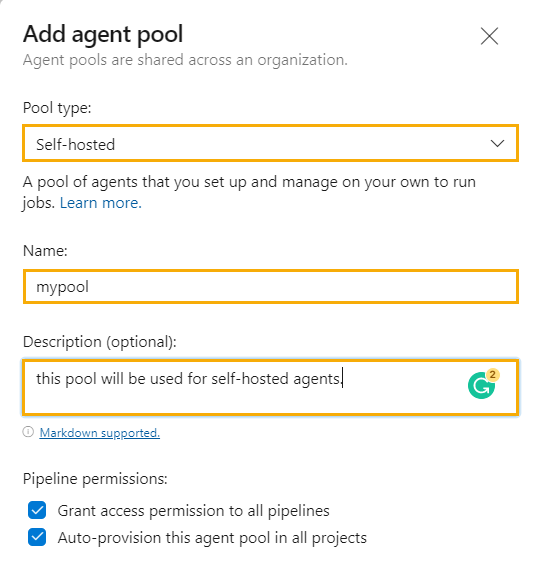 Add agent pool
Agent pools are shared across an organization.
Pool type:
Self-hosted
A pool of agents that you set up and manage on your own to run
jobs. Learn more.
Name:
mypool
Description (optional):
this pool will be used for self-hosted agents.
2
Markdown supported.
Pipeline permissions:
Grant access permission to all pipelines
Auto-provision this agent pool in all projects